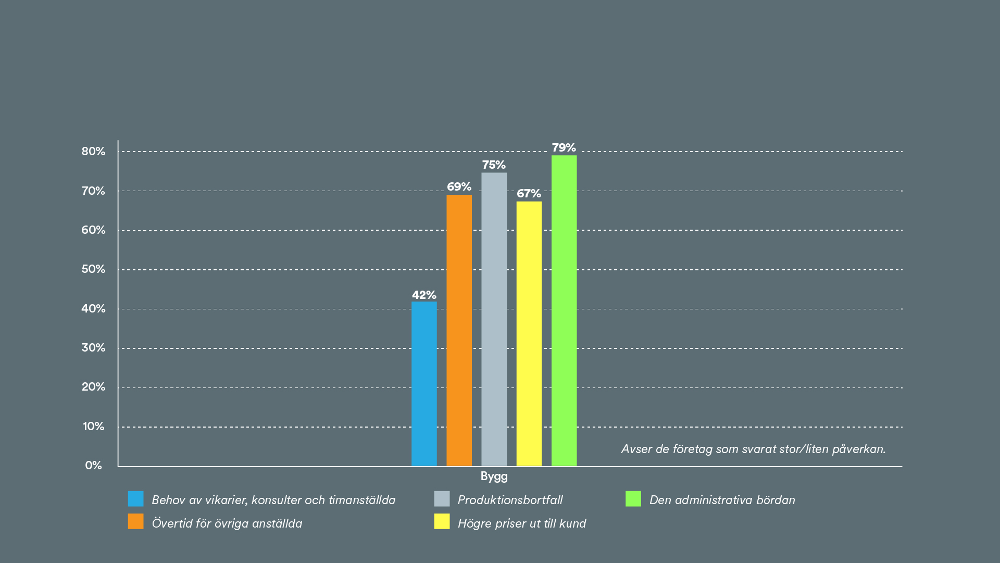 80%
70%
60%
50%
40%
30%
20%
10%
0%
42%
69%
75%
67%
79%
Avser de företag som svarat stor/liten påverkan.
Bygg
Behov av vikarier, konsulter och timanställda
Övertid för övriga anställda
Produktionsbortfall
Högre priser ut till kund
Den administrativa bördan